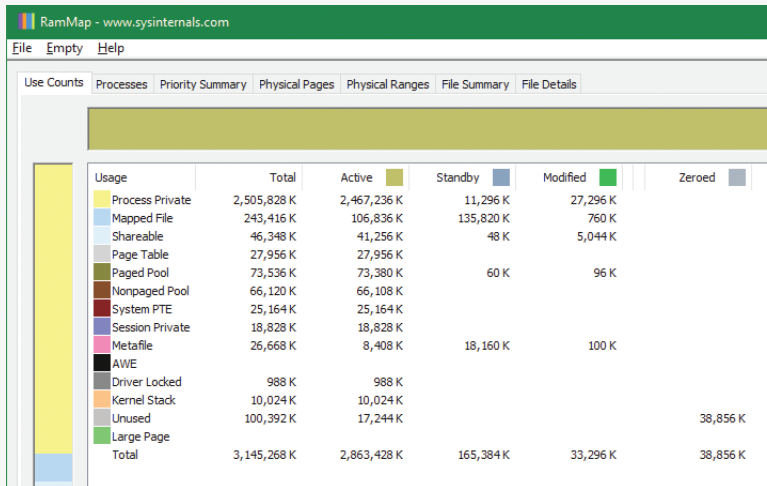 RamMap - www.sysinternals.com
File Empty Help
Use Counts Processes Priority Summary Physical Pages Physical Ranges File Summary File Details
Usage Total Active Standby Modified Zeroed
Process Private 2,505,828 K 2,467,236 K 11,296 K 27,296 K
Mapped File 243,416 K 106,836 K 135,820 K 760 K
Shareable 46,348 K 41,256 K 48 K 5,044 K
Page Table 27,956 K 27,956 K
Paged Pool 73,536 K 73,380 K 60 K 96 K
Nonpaged Pool 66,120 K 66,108 K
System PTE 25,164 K 25,164 K
Session Private 18,828 K 18,828 K
Metafile 26,668 K 8,408 K 18,160 K 100 K
AWE
Driver Locked 988 K 988 K
Kernel Stack 10,024 K 10,024 K
Unused 100,392 K 17,244 K 38,856 K
Large Page
Total 3,145,268 K 2,863,428 K 165,384 K 33,296 K 38,856 K